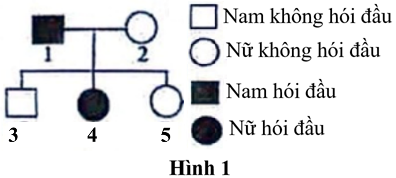 Nam không hói đầu
1
2
Nữ không hói đầu
Nam hói đầu
3
4
5
Nữ hói đầu
Hình 1